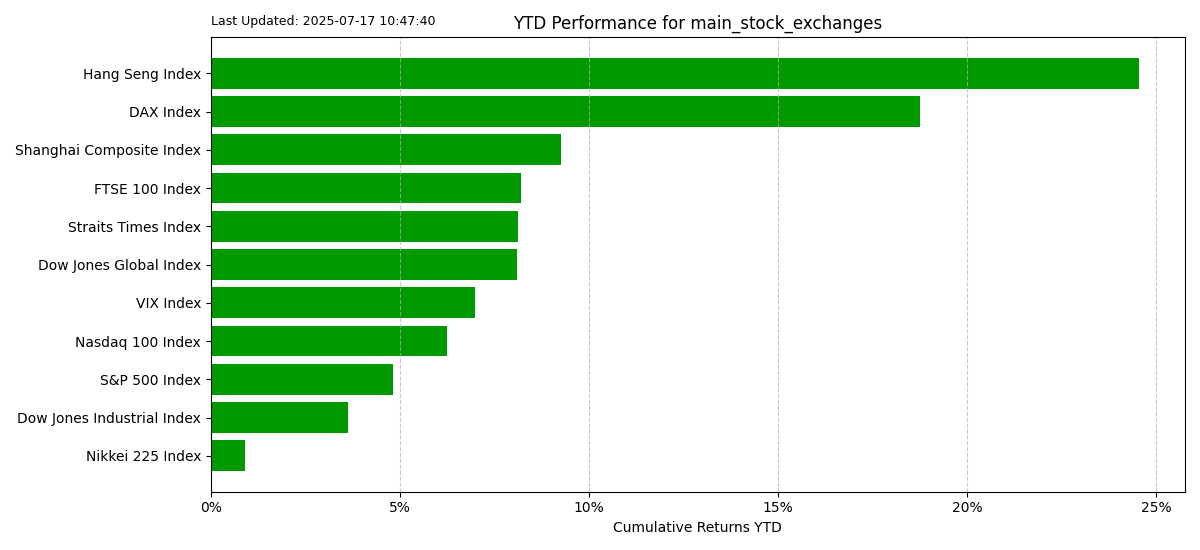 Last Updated: 2025-07-17 10:47:40
YTD Performance for main_stock_exchanges
Hang Seng Index
DAX Index
Shanghai Composite Index
FTSE 100 Index
Straits Times Index
Dow Jones Global Index
VIX Index
Nasdaq 100 Index
S&P 500 Index
Dow Jones Industrial Index
Nikkei 225 Index
0% 5% 10% 15% 20% 25%
Cumulative Returns YTD